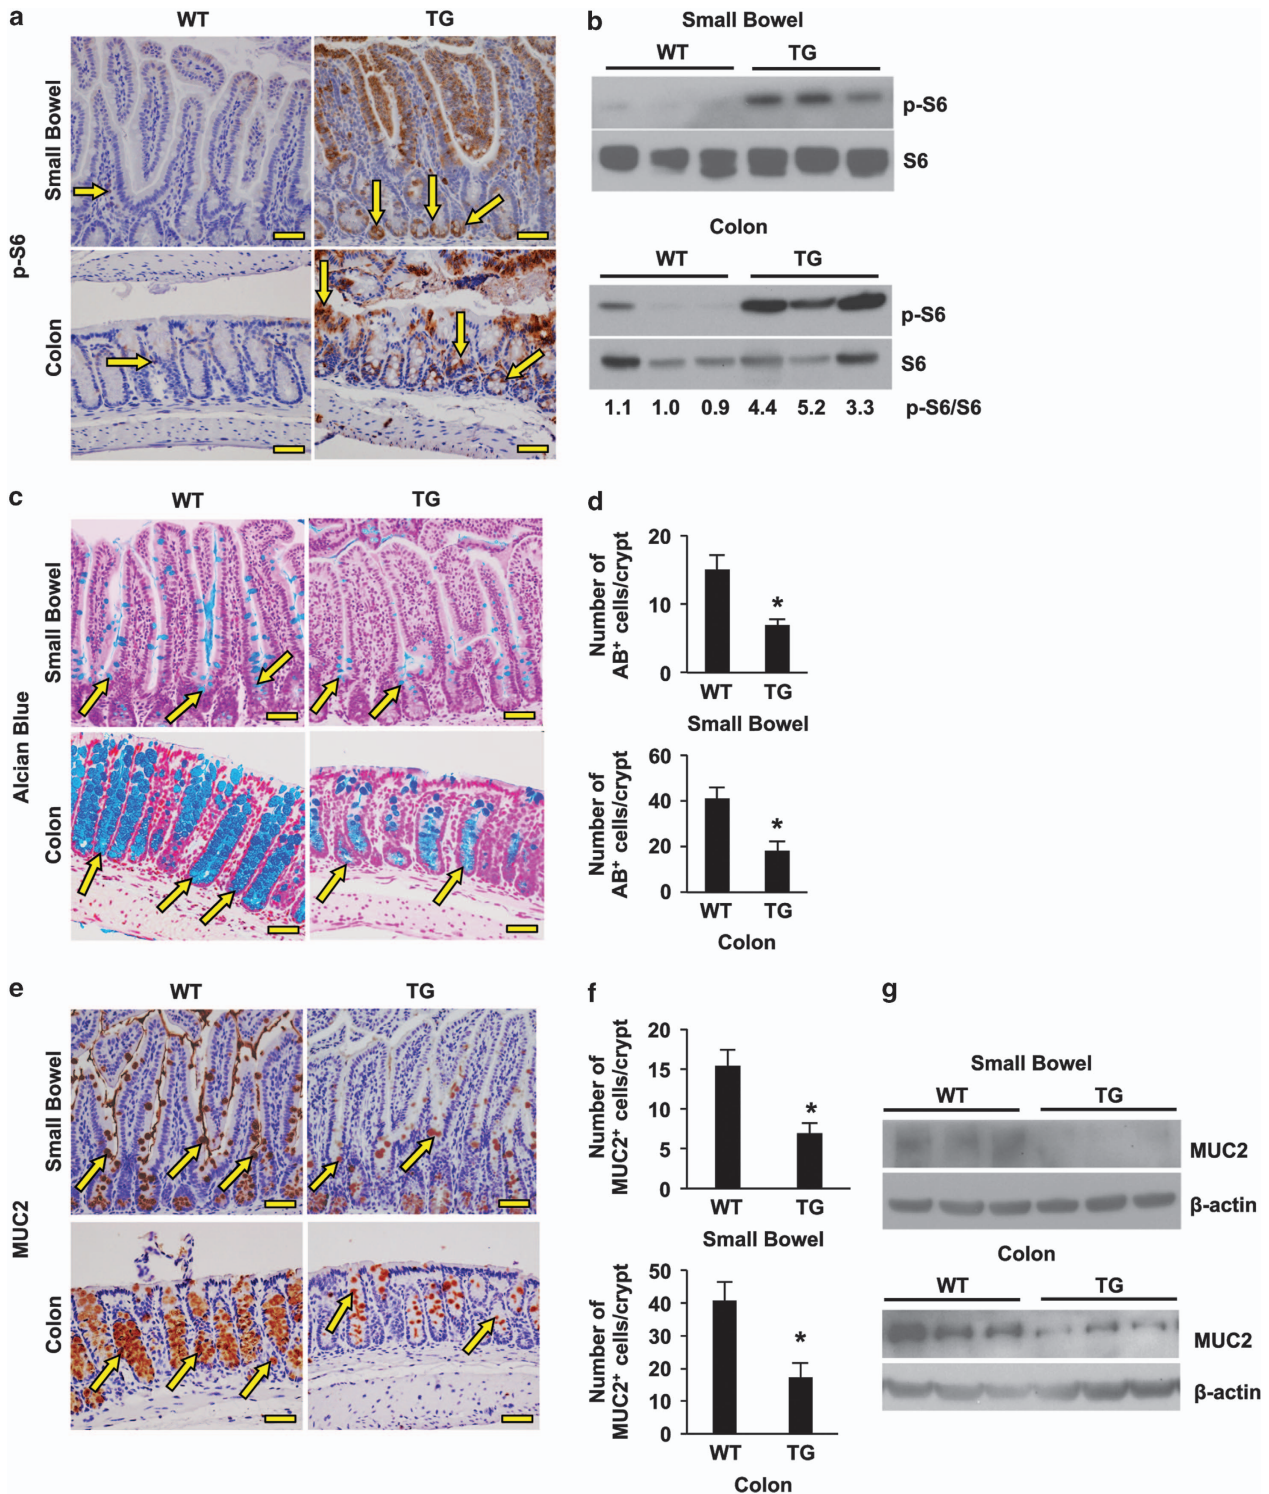 a
WT
TG
Small Bowel
Colon
p-S6
b
Small Bowel
WT
TG
p-S6
S6
Colon
WT
TG
p-S6
S6
1.1 1.0 0.9 4.4 5.2 3.3 p-S6/S6
c
WT
TG
Small Bowel
Colon
Alcian Blue
d
Number of
AB⁺ cells/crypt
20
10
0
WT TG
Small Bowel
Number of
AB⁺ cells/crypt
60
40
20
0
*
*
WT TG
Colon
e
WT
TG
Small Bowel
Colon
MUC2
f
Number of
MUC2⁺ cells/crypt
20
15
10
5
0
*
WT TG
Small Bowel
Number of
MUC2⁺ cells/crypt
50
40
30
20
10
0
*
WT TG
Colon
g
Small Bowel
WT
TG
MUC2
β-actin
Colon
WT
TG
MUC2
β-actin